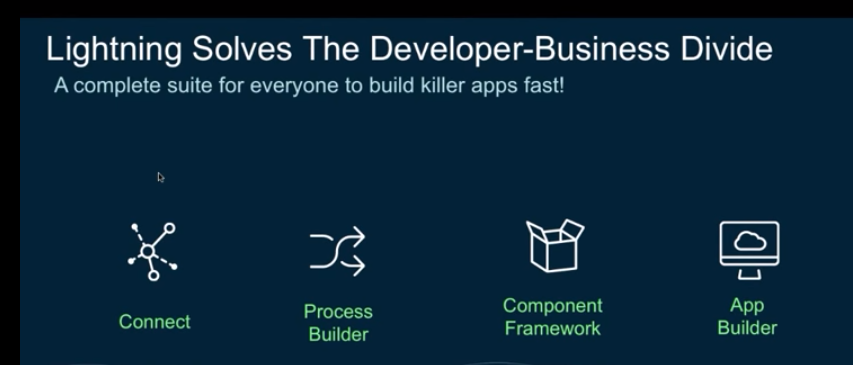 Lightning Solves The Developer-Business Divide
A complete suite for everyone to build killer apps fast!
Connect
Process
Builder
Component
Framework
App
Builder